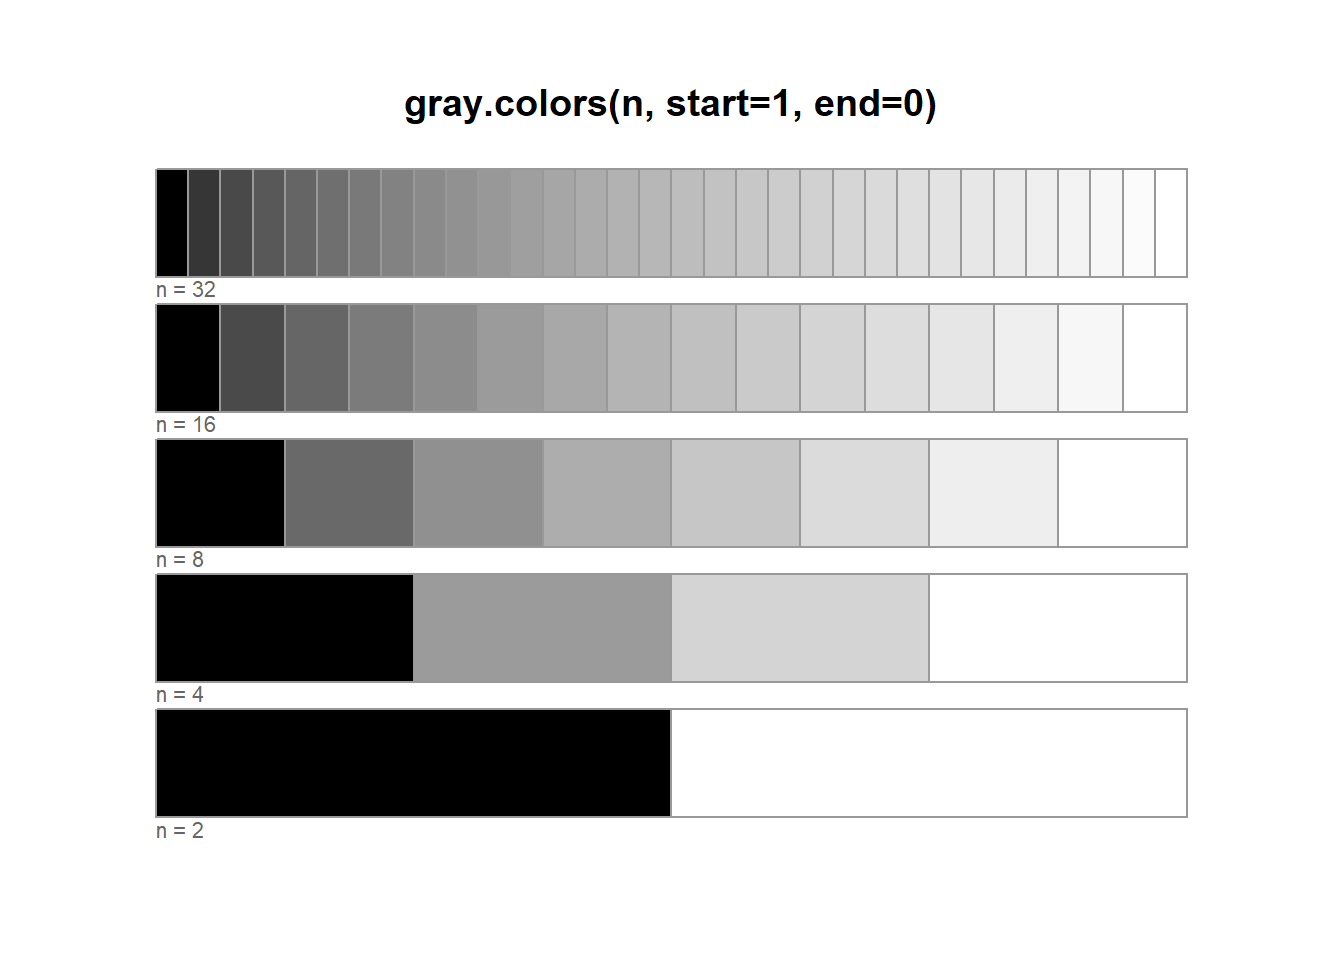 gray.colors(n, start=1, end=0)
n = 32
n = 16
n = 8
n = 4
n = 2